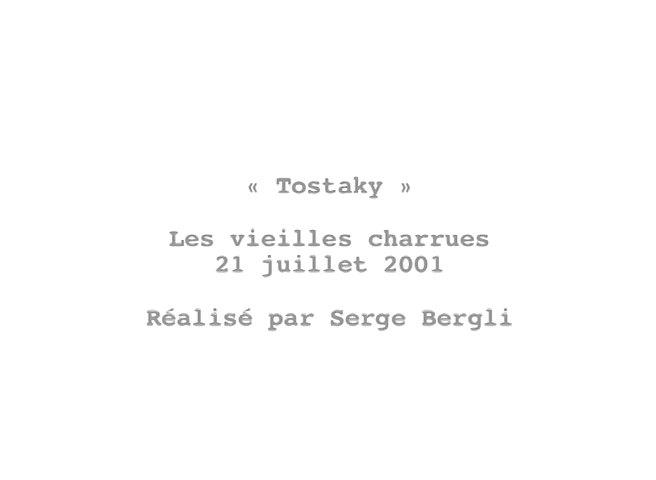 « Tostaky »
Les vieilles charrues
21 juillet 2001
Réalisé par Serge Bergli